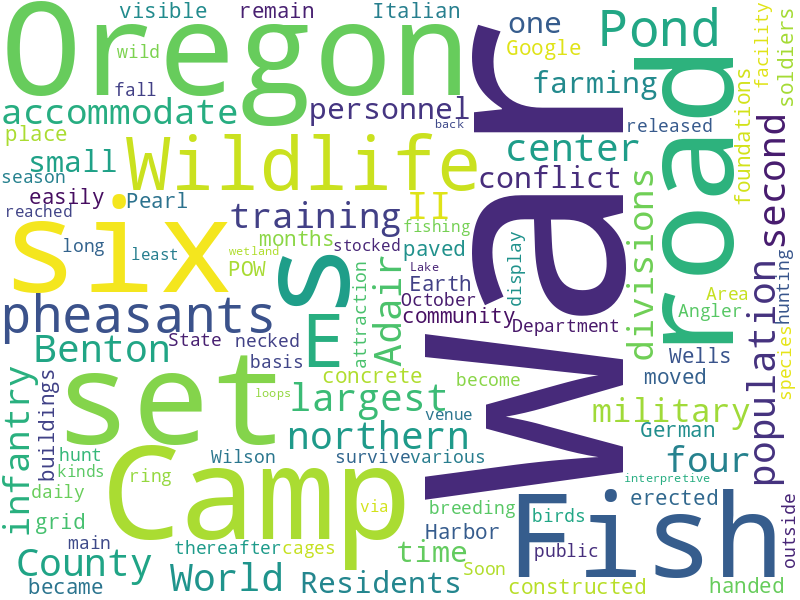 visible
remain
Italian
one
Pond
Oregon
wild
Google
facility
soldiers
fall
farming
accommodate
personnel
War
road
place
back
released
foundations
small
Wildlife
center
second
season
easily
Pearl
conflict
reached
training
II
divisions
six
months
fishing
long
least
wetland
stocked
paved
display
POW
s
Lake
Earth
attraction
Adair
hunting
October
Area
pheasants
community
Department
Angler
population
species
State
necked
E
Benton
basis
Wells
concrete
become
moved
set
largest
loops
venue
military
infantry
buildings
northern
German
hunt
Wilson
survive
various
four
kinds
ring
Camp
daily
via
interpretive
Fish
erected
grid
breeding
birds
outside
main
Harbor
thereafter
cages
time
Soon
public
County
World
Residents
became
constructed
handed